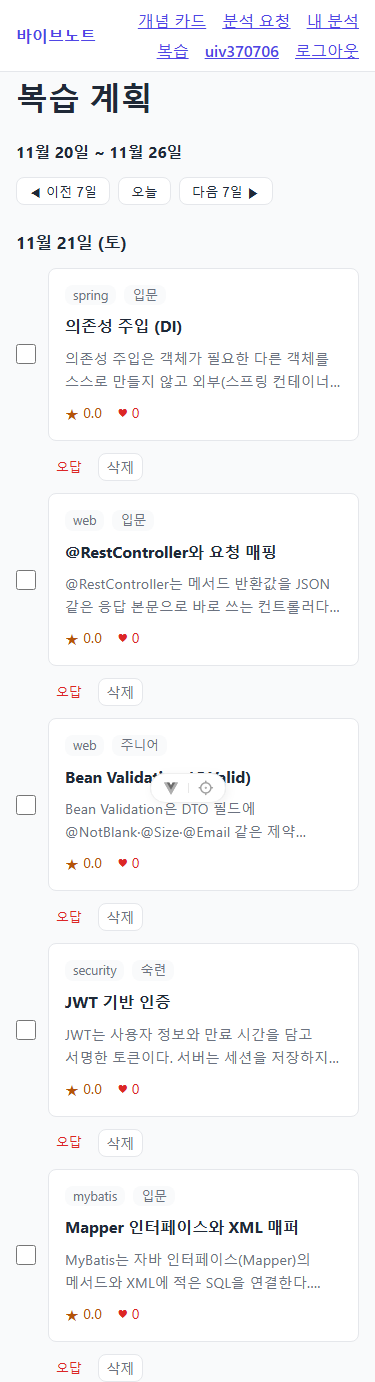 바이브노트
개념 카드 분석 요청 내 분석
복습 uiv370706 로그아웃
복습 계획
11월 20일 ~ 11월 26일
◀ 이전 7일 오늘 다음 7일 ▶
11월 21일 (토)
spring 입문
의존성 주입 (DI)
의존성 주입은 객체가 필요한 다른 객체를
스스로 만들지 않고 외부(스프링 컨테이너...
★ 0.0 ♥ 0
오답 삭제
web 입문
@RestController와 요청 매핑
@RestController는 메서드 반환값을 JSON
같은 응답 본문으로 바로 쓰는 컨트롤러다...
★ 0.0 ♥ 0
오답 삭제
web 주니어
Bean Validation
Bean Validation은 DTO 필드에
@NotBlank·@Size·@Email 같은 제약...
★ 0.0 ♥ 0
오답 삭제
security 숙련
JWT 기반 인증
JWT는 사용자 정보와 만료 시간을 담고
서명한 토큰이다. 서버는 세션을 저장하지...
★ 0.0 ♥ 0
오답 삭제
mybatis 입문
Mapper 인터페이스와 XML 매퍼
MyBatis는 자바 인터페이스(Mapper)의
메서드와 XML에 적은 SQL을 연결한다....
★ 0.0 ♥ 0
오답 삭제